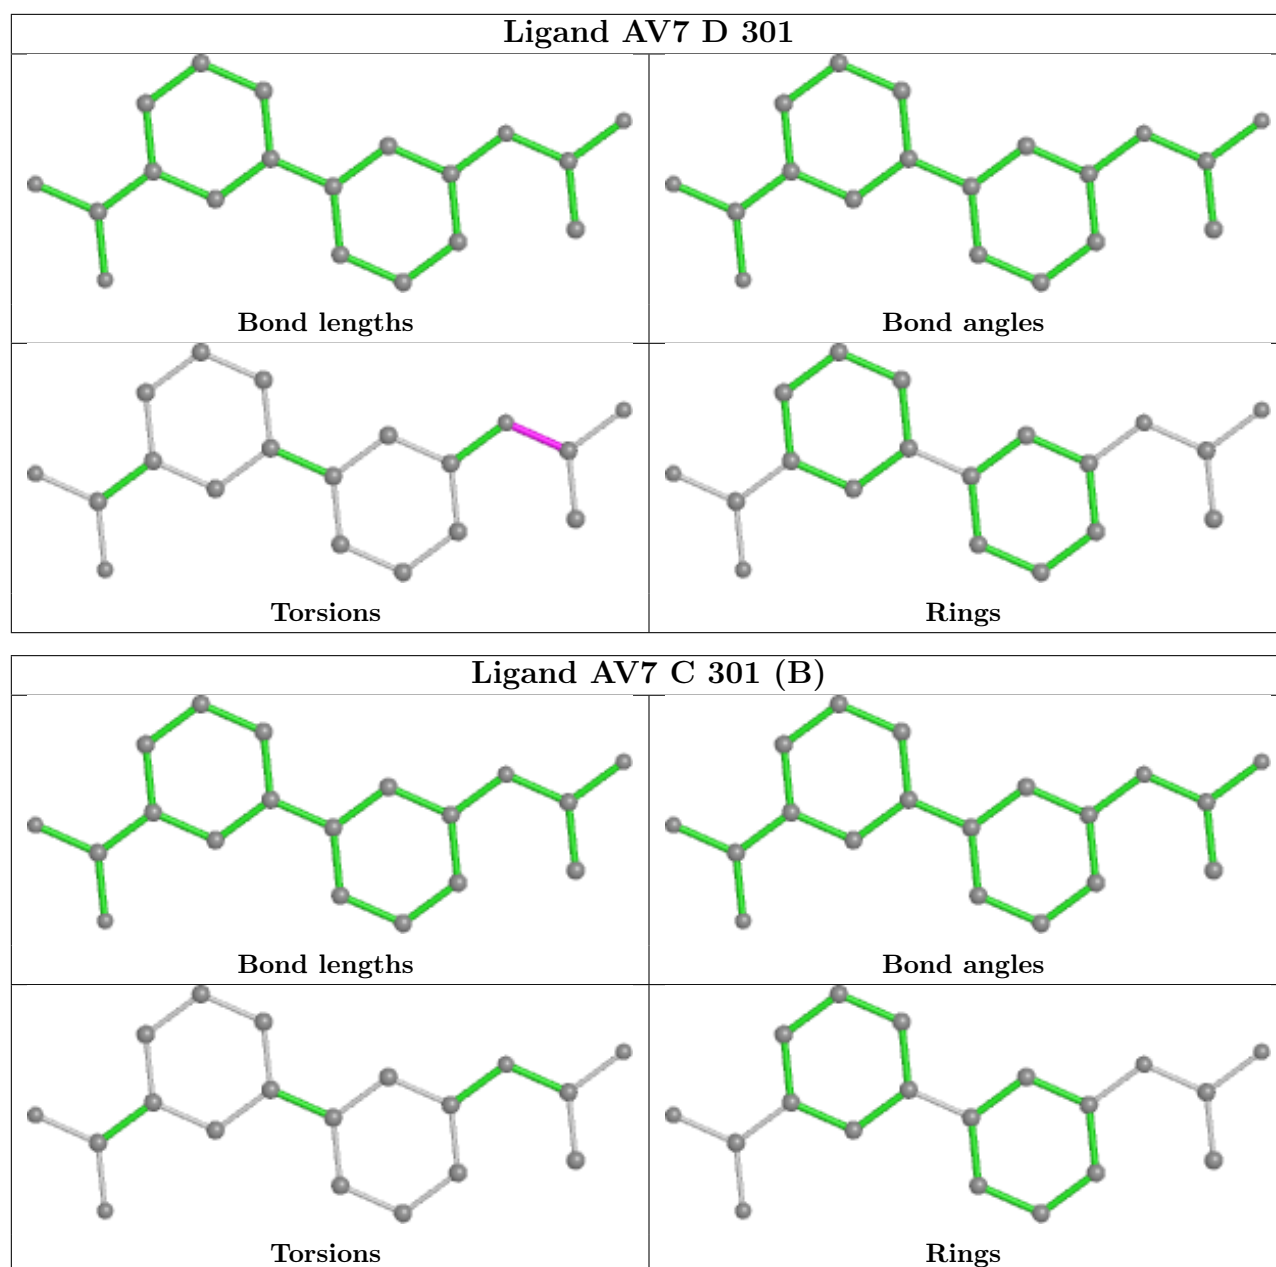 Ligand AV7 D 301
Bond lengths
Bond angles
Torsions
Rings
Ligand AV7 C 301 (B)
Bond lengths
Bond angles
Torsions
Rings